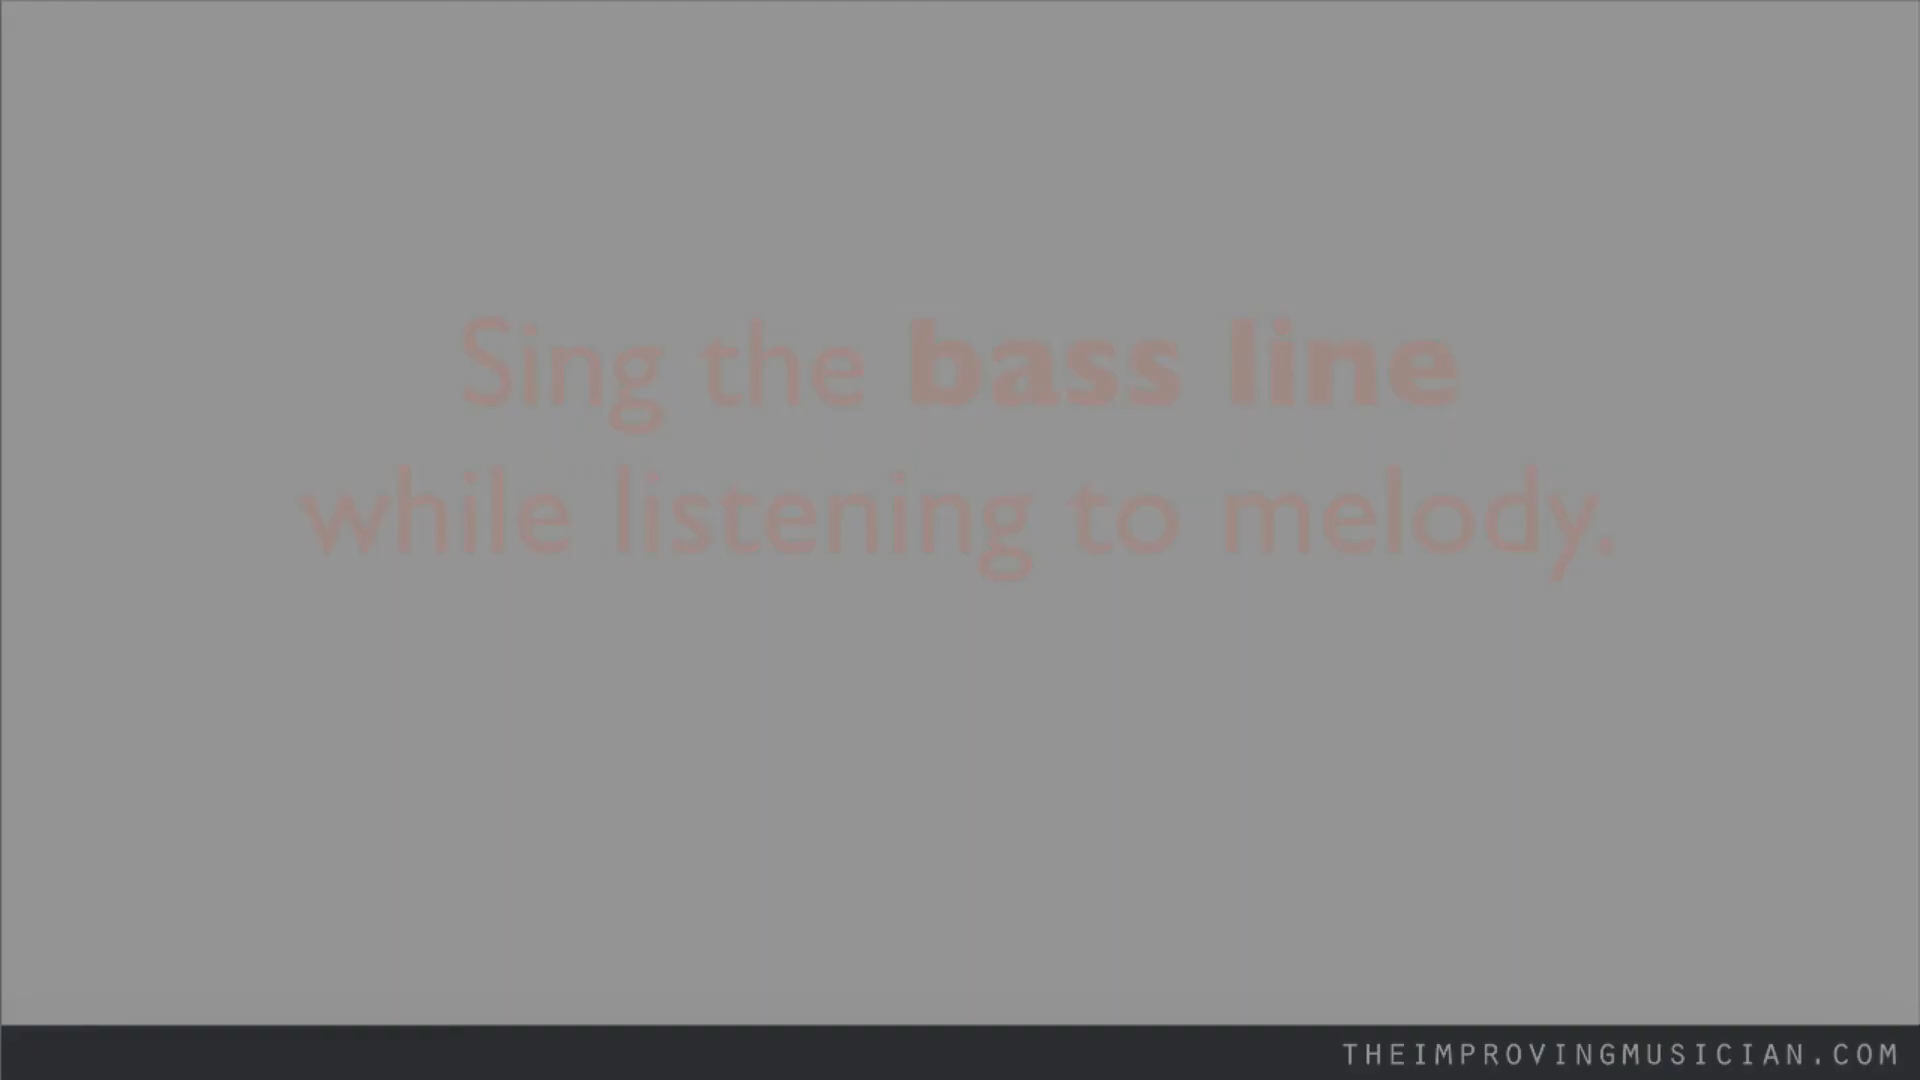 Sing the bass line
while listening to melody.
THEIMPROVINGMUSICIAN.COM